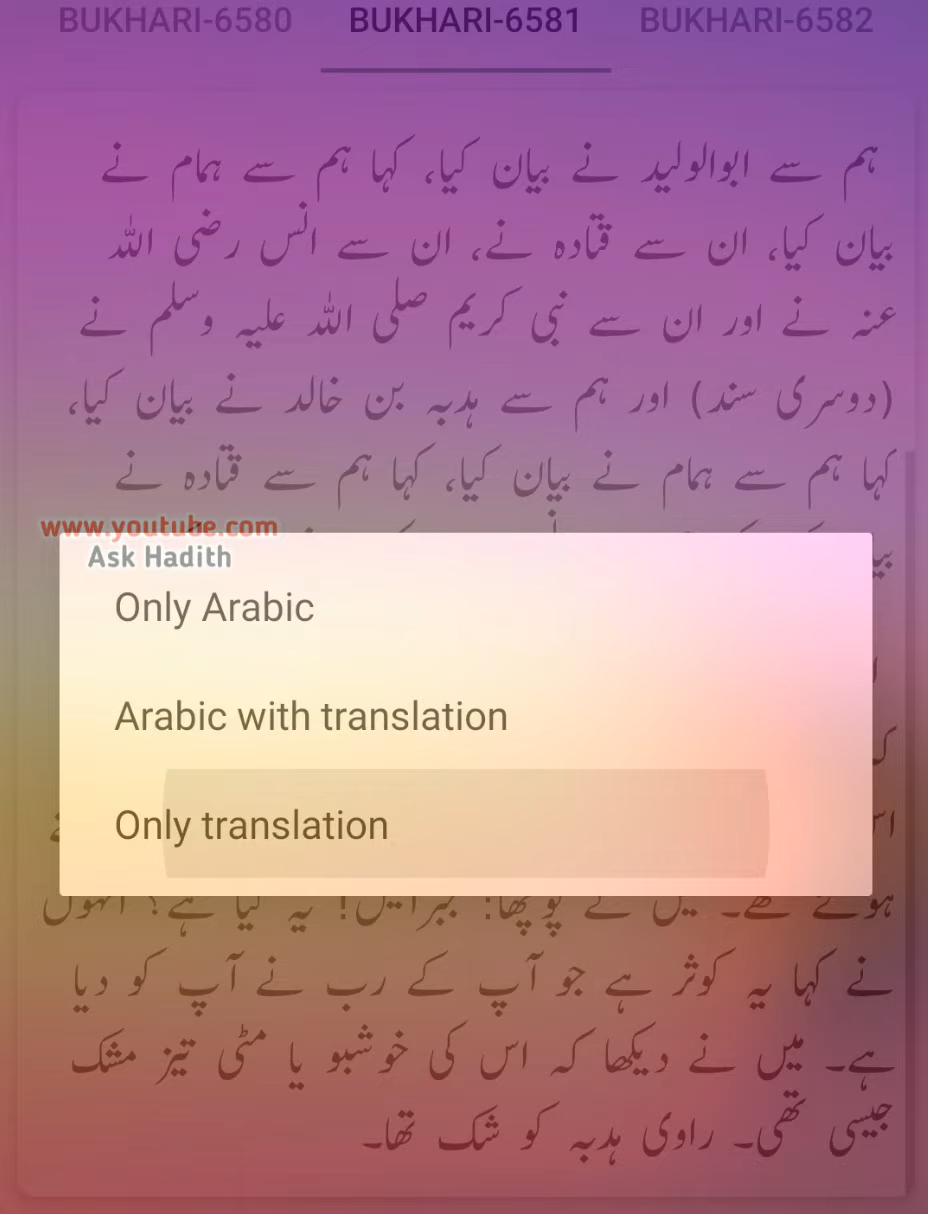 BUKHARI-6580 BUKHARI-6581 BUKHARI-6582
ہم سے ابوالولید نے بیان کیا، کہا ہم سے ہمام نے
بیان کیا، ان سے قتادہ نے، ان سے انس رضی اللہ
عنہ نے اور ان سے نبی کریم صلی اللہ علیہ وسلم نے
(دوسری سند) اور ہم سے ہدبہ بن خالد نے بیان کیا،
کہا ہم سے ہمام نے بیان کیا، کہا ہم سے قتادہ نے
www.youtube.com
Ask Hadith
Only Arabic
Arabic with translation
Only translation
ہوئے تھے۔ میں نے پوچھا: جبرائیل! یہ کیا ہے؟ انہوں
نے کہا یہ کوثر ہے جو آپ کے رب نے آپ کو دیا
ہے۔ میں نے دیکھا کہ اس کی خوشبو یا مٹی تیز مشک
جیسی تھی۔ راوی ہدبہ کو شک تھا۔